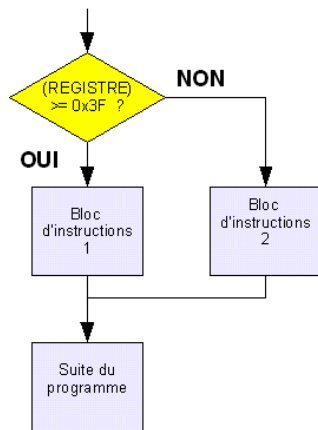 (REGISTRE)
>= 0x3F ?
NON
OUI
Bloc
d'instructions
1
Bloc
d'instructions
2
Suite du
programme